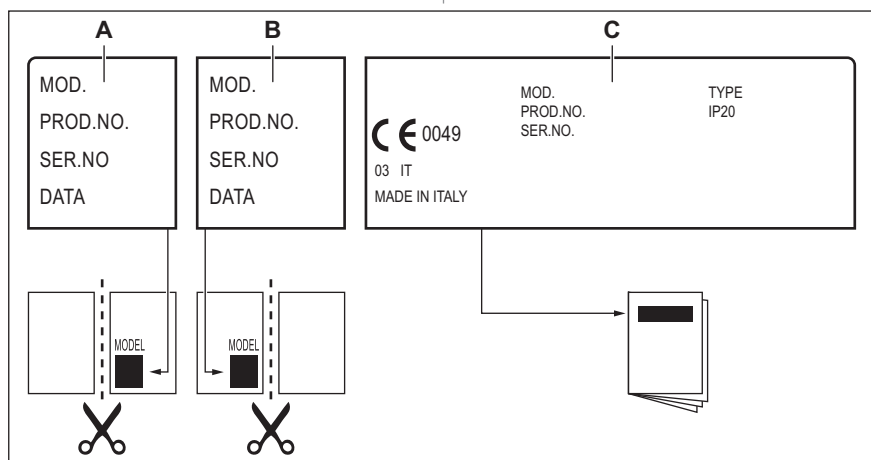 A
B
C
MOD.
PROD.NO.
SER.NO
DATA
MOD.
PROD.NO.
SER.NO
DATA
CE 0049
03 IT
MADE IN ITALY
MOD.
PROD.NO.
SER.NO.
TYPE
IP20
MODEL
MODEL